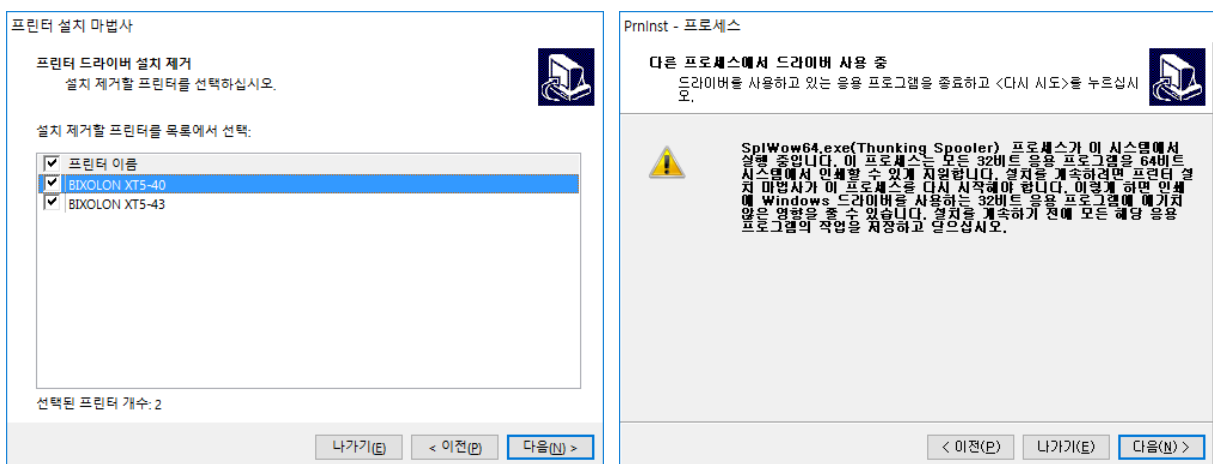 프린터 설치 마법사
프린터 드라이버 설치 제거
설치 제거할 프린터를 선택하십시오.
설치 제거할 프린터를 목록에서 선택:
프린터 이름
BIXOLON XT5-40
BIXOLON XT5-43
선택된 프린터 개수: 2
나가기(E)
< 이전(P)
다음(N) >
PrnInst - 프로세스
다른 프로세스에서 드라이버 사용 중
드라이버를 사용하고 있는 응용 프로그램을 종료하고 <다시 시도>를 누르십시
오.
SplWow64.exe(Thunking Spooler) 프로세스가 이 시스템에서
실행 중입니다. 이 프로세스는 모든 32비트 응용 프로그램을 64비트
시스템에서 인쇄할 수 있게 지원합니다. 설치를 계속하려면 프린터 설
치 마법사가 이 프로세스를 다시 시작해야 합니다. 이렇게 하면 인쇄
에 Windows 드라이버를 사용하는 32비트 응용 프로그램에 예기치
않은 영향을 줄 수 있습니다. 설치를 계속하기 전에 모든 해당 응용
프로그램의 작업을 저장하고 닫으십시오.
< 이전(P)
나가기(E)
다음(N) >